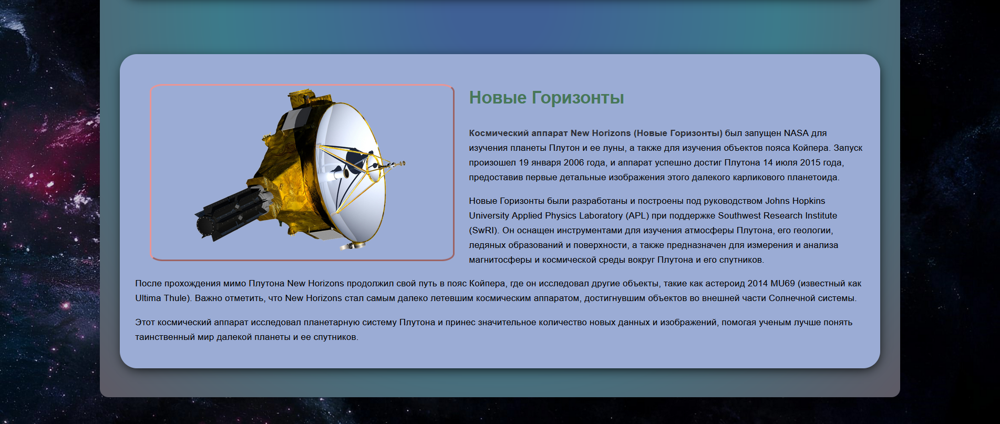 Новые Горизонты
Космический аппарат New Horizons (Новые Горизонты) был запущен NASA для
изучения планеты Плутон и ее луны, а также для изучения объектов пояса Койпера. Запуск
произошел 19 января 2006 года, и аппарат успешно достиг Плутона 14 июля 2015 года,
предоставив первые детальные изображения этого далекого карликового планетоида.
Новые Горизонты были разработаны и построены под руководством Johns Hopkins
University Applied Physics Laboratory (APL) при поддержке Southwest Research Institute
(SwRI). Он оснащен инструментами для изучения атмосферы Плутона, его геологии,
ледяных образований и поверхности, а также предназначен для измерения и анализа
магнитосферы и космической среды вокруг Плутона и его спутников.
После прохождения мимо Плутона New Horizons продолжил свой путь в пояс Койпера, где он исследовал другие объекты, такие как астероид 2014 MU69 (известный как
Ultima Thule). Важно отметить, что New Horizons стал самым далеко летевшим космическим аппаратом, достигнувшим объектов во внешней части Солнечной системы.
Этот космический аппарат исследовал планетарную систему Плутона и принес значительное количество новых данных и изображений, помогая ученым лучше понять
таинственный мир далекой планеты и ее спутников.